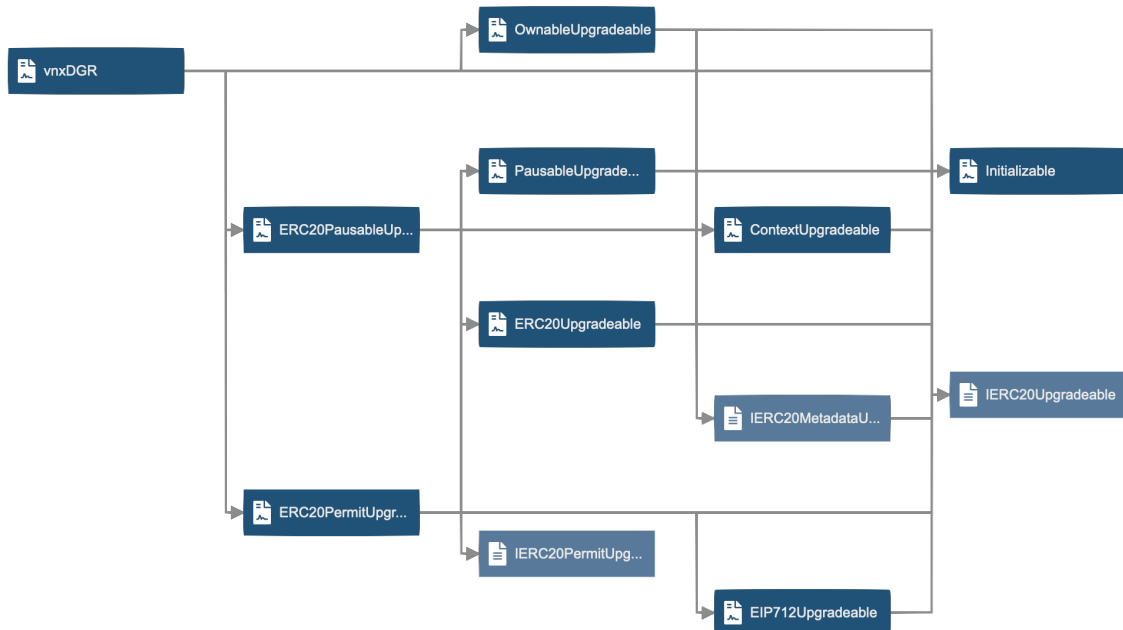 OwnableUpgradeable
vnxDGR
PausableUpgrade...
Initializable
ERC20PausableUp...
ContextUpgradeable
ERC20Upgradeable
IERC20Upgradeable
IERC20MetadataU...
ERC20PermitUpgr...
IERC20PermitUpg...
EIP712Upgradeable